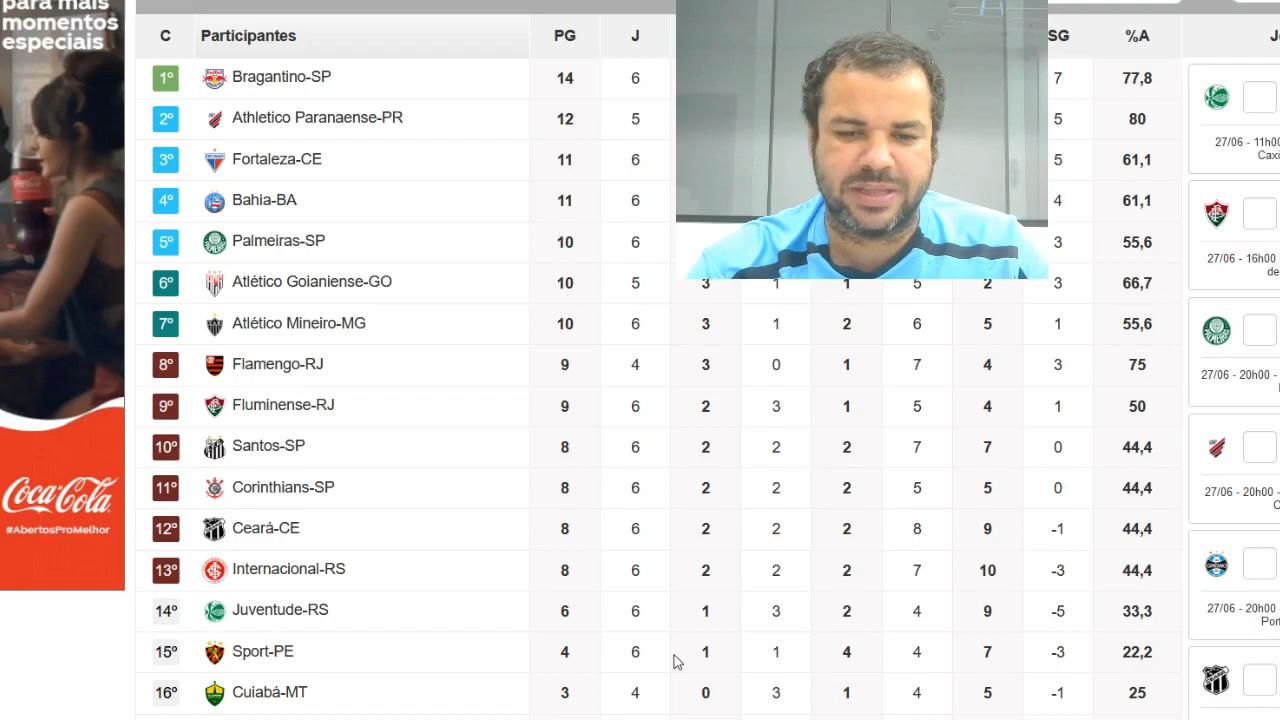 para mais
momentos
especiais
Coca-Cola
#AbertosProMelhor
C Participantes PG J SG %A
1º Bragantino-SP 14 6 7 77,8
2º Athletico Paranaense-PR 12 5 5 80
3º Fortaleza-CE 11 6 5 61,1
4º Bahia-BA 11 6 4 61,1
5º Palmeiras-SP 10 6 3 55,6
6º Atlético Goianiense-GO 10 5 3 1 1 5 2 3 66,7
7º Atlético Mineiro-MG 10 6 3 1 2 6 5 1 55,6
8º Flamengo-RJ 9 4 3 0 1 7 4 3 75
9º Fluminense-RJ 9 6 2 3 1 5 4 1 50
10º Santos-SP 8 6 2 2 2 7 7 0 44,4
11º Corinthians-SP 8 6 2 2 2 5 5 0 44,4
12º Ceará-CE 8 6 2 2 2 8 9 -1 44,4
13º Internacional-RS 8 6 2 2 2 7 10 -3 44,4
14º Juventude-RS 6 6 1 3 2 4 9 -5 33,3
15º Sport-PE 4 6 1 1 4 4 7 -3 22,2
16º Cuiabá-MT 3 4 0 3 1 4 5 -1 25
27/06 - 11h00
Caxi
27/06 - 16h00
de
27/06 - 20h00
27/06 - 20h00
27/06 - 20h00
Port